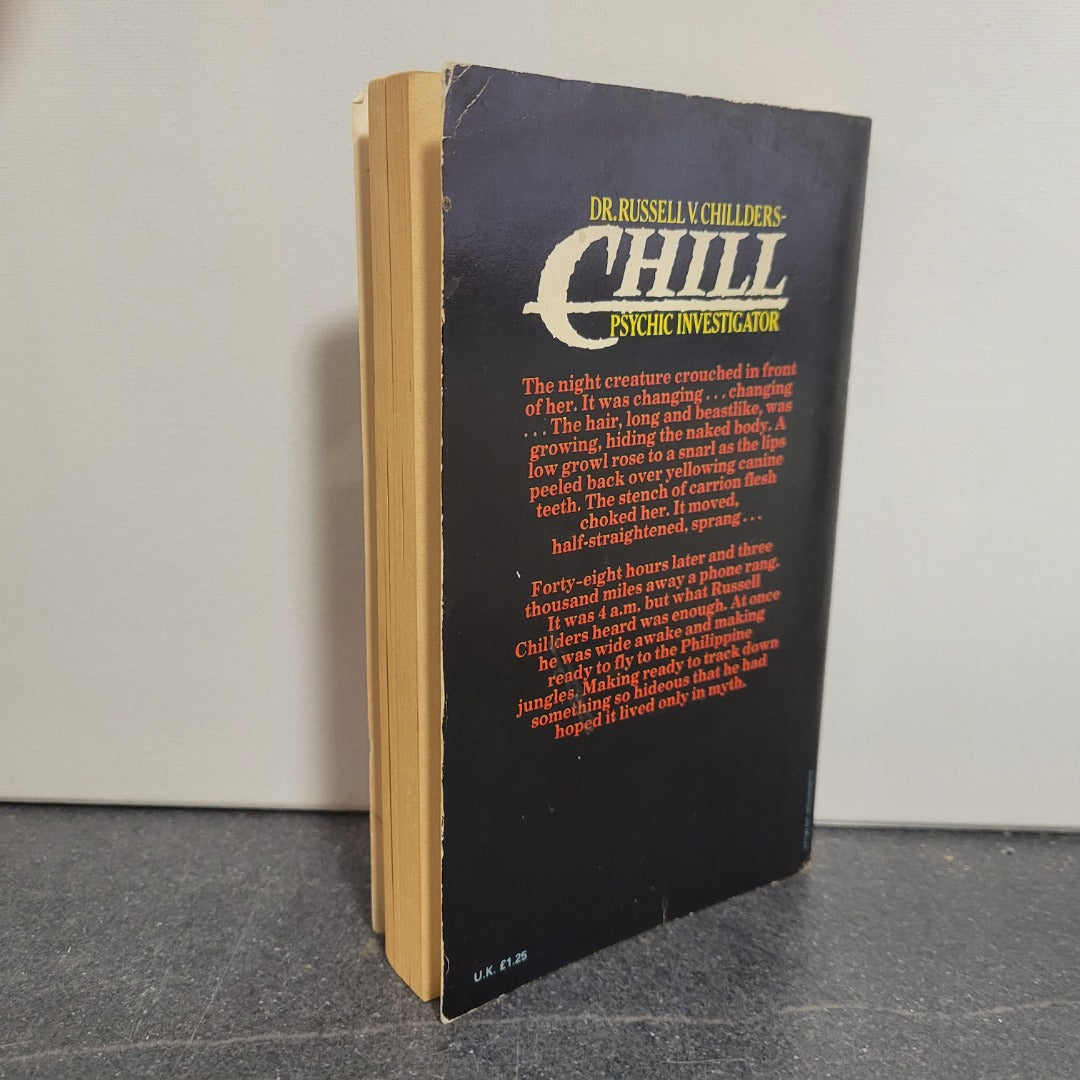 DR. RUSSELL V. CHILLDERS-
CHILL
PSYCHIC INVESTIGATOR
The night creature crouched in front
of her. It was changing . . . changing
. . . The hair, long and beastlike, was
growing, hiding the naked body. A
low growl rose to a snarl as the lips
peeled back over yellowing canine
teeth. The stench of carrion flesh
choked her. It moved,
half-straightened, sprang . . .
Forty-eight hours later and three
thousand miles away a phone rang.
It was 4 a.m. but what Russell
Chillders heard was enough. At once
he was wide awake and making
ready to fly to the Philippine
jungles. Making ready to track down
something so hideous that he had
hoped it lived only in myth.
U.K. £1.25